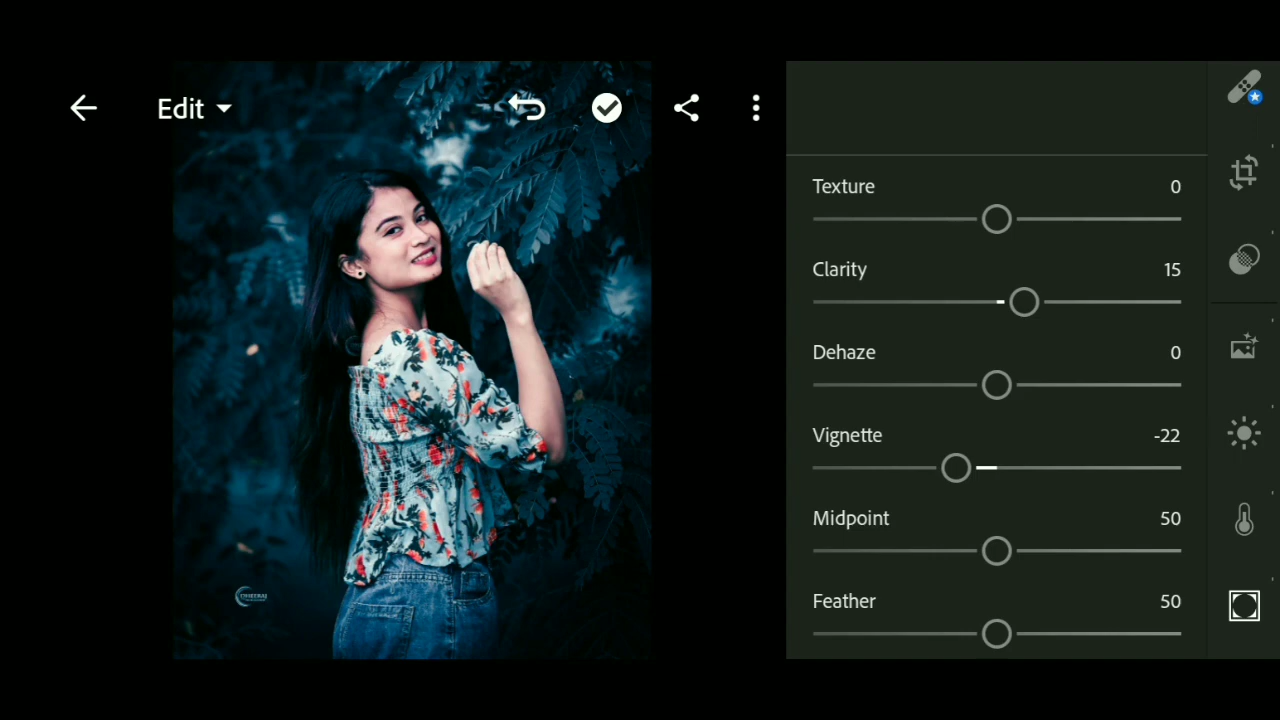 Edit
Texture 0
Clarity 15
Dehaze 0
Vignette -22
Midpoint 50
Feather 50